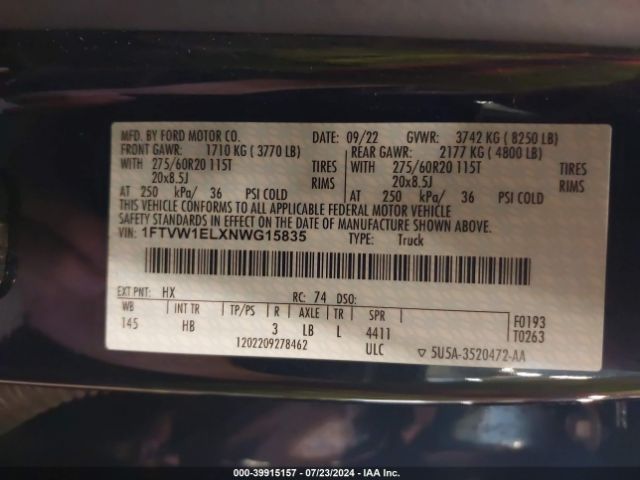 MFD. BY FORD MOTOR CO. DATE: 09/22 GVWR: 3742 KG ( 8250 LB)
FRONT GAWR: 1710 KG ( 3770 LB) REAR GAWR: 2177 KG ( 4800 LB)
WITH 275/60R20 115T TIRES WITH 275/60R20 115T TIRES
20x8.5J RIMS 20x8.5J RIMS
AT 250 kPa/ 36 PSI COLD AT 250 kPa/ 36 PSI COLD
THIS VEHICLE CONFORMS TO ALL APPLICABLE FEDERAL MOTOR VEHICLE
SAFETY STANDARDS IN EFFECT ON THE DATE OF MANUFACTURE SHOWN ABOVE.
VIN: 1FTVW1ELXNWG15835 TYPE: Truck
EXT PNT: HX RC: 74 DSO:
WB INT TR TP/PS R AXLE TR SPR F0193
145 HB 3 LB L 4411 T0263
1202209278462 ULC ▽ 5U5A-3520472-AA
000-39915157 - 07/23/2024 - IAA Inc.